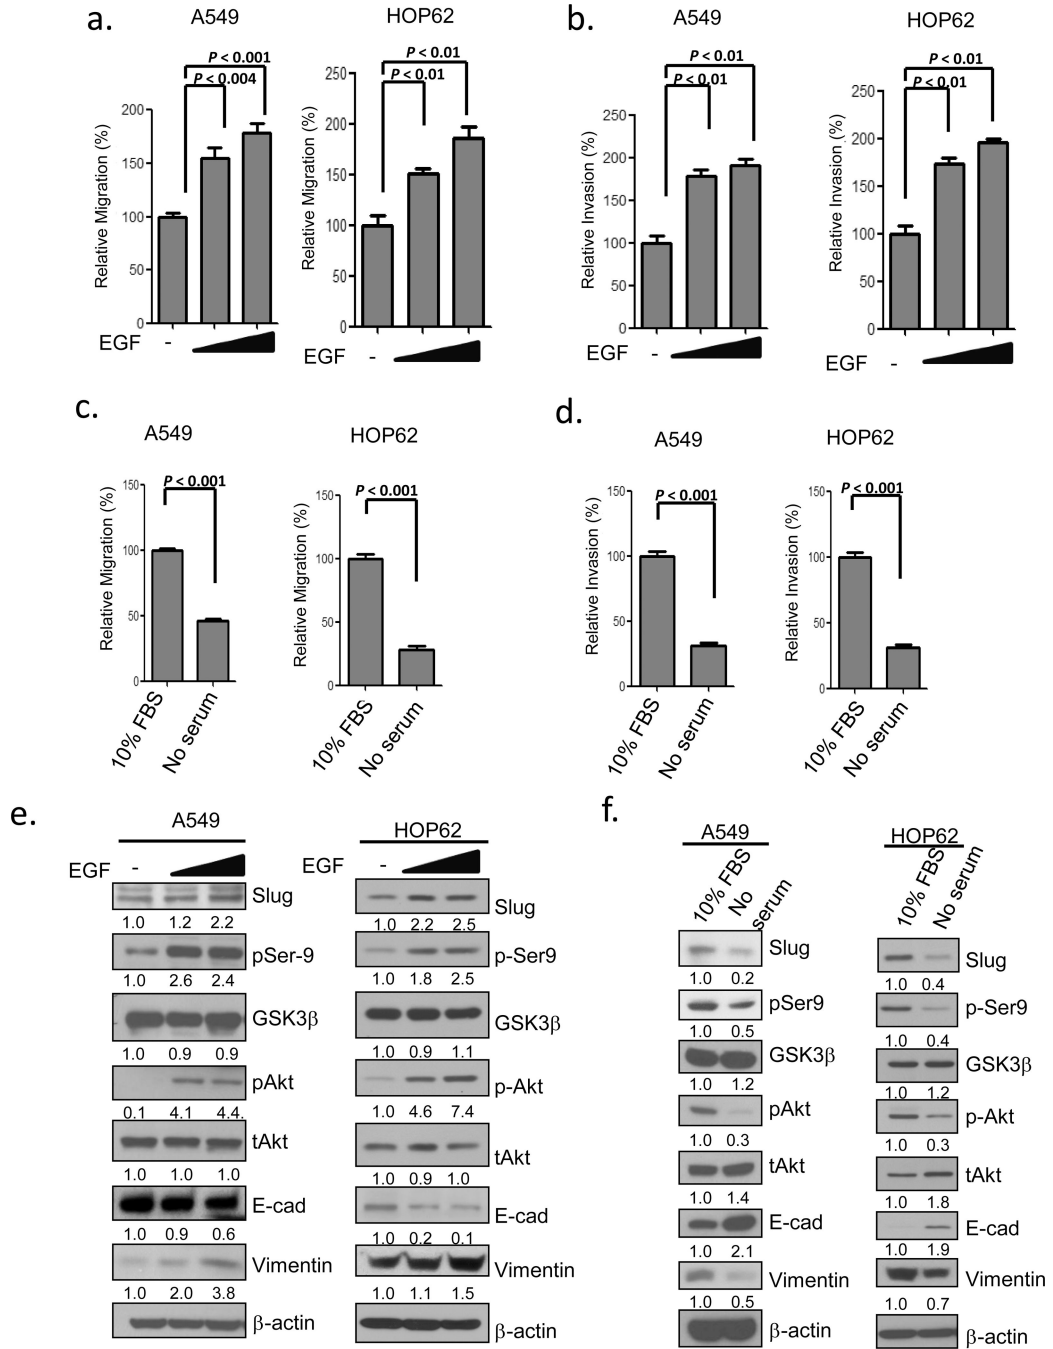 a.
A549
P < 0.001
P < 0.004
Relative Migration (%)
200
150
100
50
0
EGF -
HOP62
P < 0.01
P < 0.01
Relative Migration (%)
250
200
150
100
50
0
EGF -
b.
A549
P < 0.01
P < 0.01
Relative Invasion (%)
250
200
150
100
50
0
EGF -
HOP62
P < 0.01
P < 0.01
Relative Invasion (%)
250
200
150
100
150
200
EGF -
c.
A549
P < 0.001
Relative Migration (%)
150
100
50
0
10% FBS
No serum
HOP62
P < 0.001
Relative Migration (%)
150
100
50
0
10% FBS
No serum
d.
A549
P < 0.001
Relative Invasion (%)
150
100
50
0
10% FBS
No serum
HOP62
P < 0.001
Relative Invasion (%)
150
100
50
0
10% FBS
No serum
e.
A549
EGF -
Slug
1.0 1.2 2.2
pSer-9
1.0 2.6 2.4
GSK3β
1.0 0.9 0.9
pAkt
0.1 4.1 4.4.
tAkt
1.0 1.0 1.0
E-cad
1.0 0.9 0.6
Vimentin
1.0 2.0 3.8
β-actin
HOP62
EGF -
Slug
1.0 2.2 2.5
p-Ser9
1.0 1.8 2.5
GSK3β
1.0 0.9 1.1
p-Akt
1.0 4.6 7.4
tAkt
1.0 0.9 1.0
E-cad
1.0 0.2 0.1
Vimentin
1.0 1.1 1.5
β-actin
f.
A549
10% FBS
No
serum
Slug
1.0 0.2
pSer9
1.0 0.5
GSK3β
1.0 1.2
pAkt
1.0 0.3
tAkt
1.0 1.4
E-cad
1.0 2.1
Vimentin
1.0 0.5
β-actin
HOP62
10% FBS
No serum
Slug
1.0 0.4
p-Ser9
1.0 0.4
GSK3β
1.0 1.2
p-Akt
1.0 0.3
tAkt
1.0 1.8
E-cad
1.0 1.9
Vimentin
1.0 0.7
β-actin